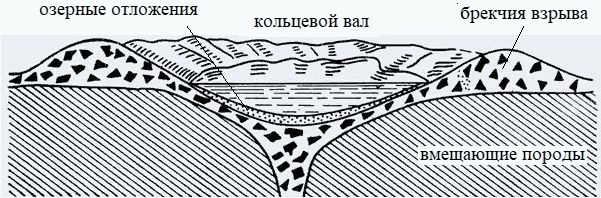 озерные отложения
кольцевой вал
брекчия взрыва
вмещающие породы